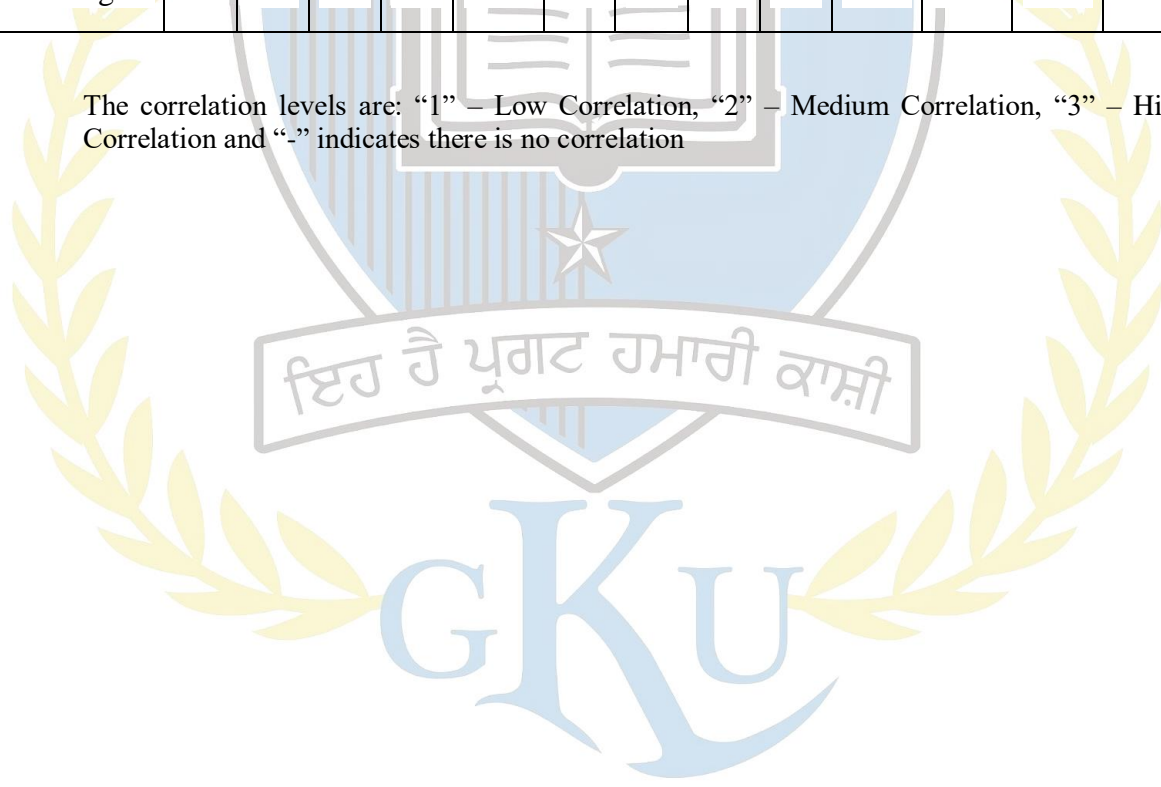 g
The correlation levels are: “1” – Low Correlation, “2” – Medium Correlation, “3” – Hi
Correlation and “-” indicates there is no correlation
ਇਹ ਹੈ ਪ੍ਰਗਟ ਹਮਾਰੀ ਕਾਸ਼ੀ
GKU